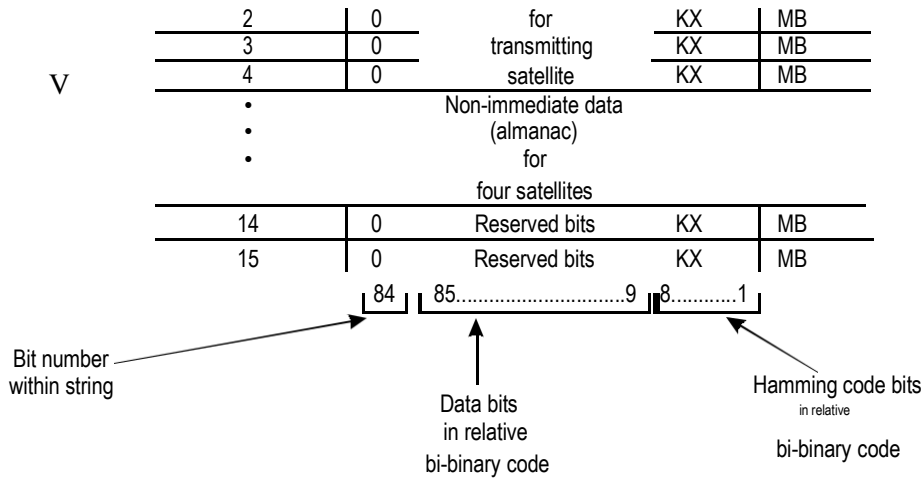 2 0 for KX MB
3 0 transmitting KX MB
V 4 0 satellite KX MB
• Non-immediate data
• (almanac)
• for
four satellites
14 0 Reserved bits KX MB
15 0 Reserved bits KX MB
84 85...............................9 8............1
Bit number
within string
Data bits
in relative
bi-binary code
Hamming code bits
in relative
bi-binary code